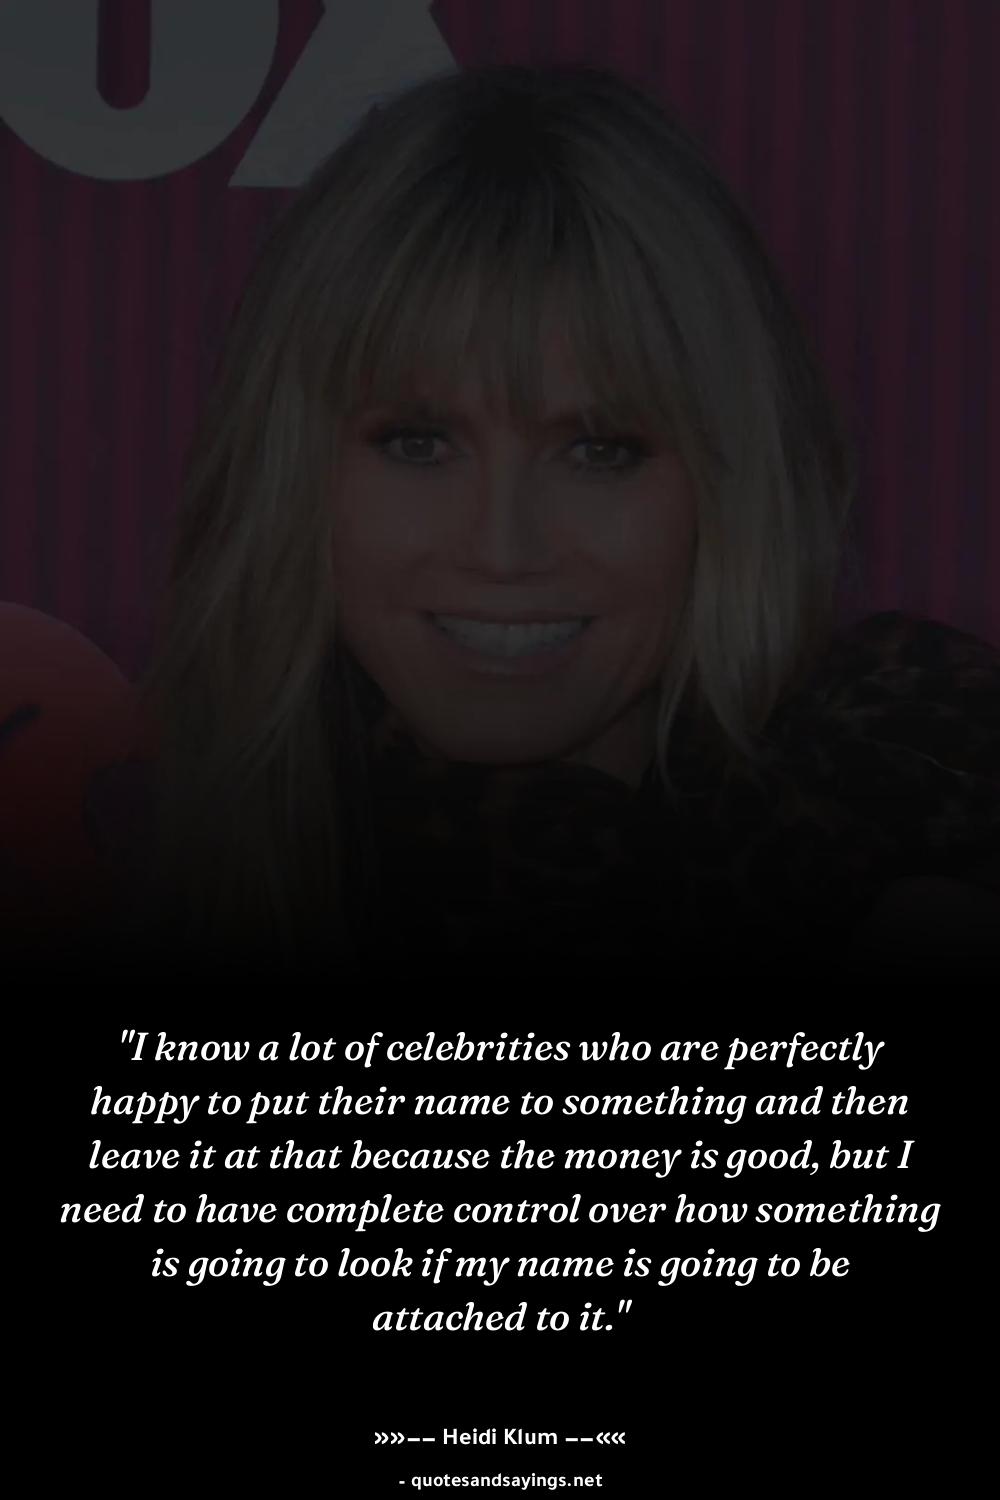 "I know a lot of celebrities who are perfectly
happy to put their name to something and then
leave it at that because the money is good, but I
need to have complete control over how something
is going to look if my name is going to be
attached to it."
»»–– Heidi Klum ––««
- quotesandsayings.net